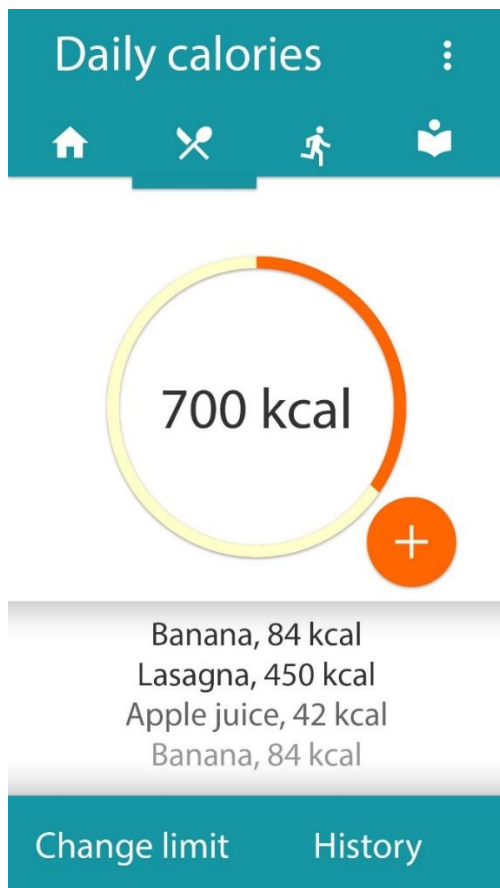 Daily calories
700 kcal
Banana, 84 kcal
Lasagna, 450 kcal
Apple juice, 42 kcal
Banana, 84 kcal
Change limit
History